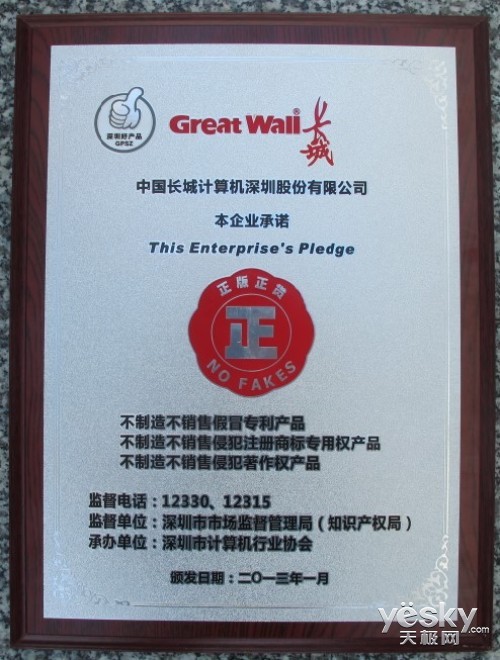 深圳好产品
GPSZ
Great Wall® 长城
中国长城计算机深圳股份有限公司
本企业承诺
This Enterprise's Pledge
正版正货
正
NO FAKES
不制造不销售假冒专利产品
不制造不销售侵犯注册商标专用权产品
不制造不销售侵犯著作权产品
监督电话：12330、12315
监督单位：深圳市市场监督管理局（知识产权局）
承办单位：深圳市计算机行业协会
颁发日期：二〇一三年一月
yësky.com
天极网